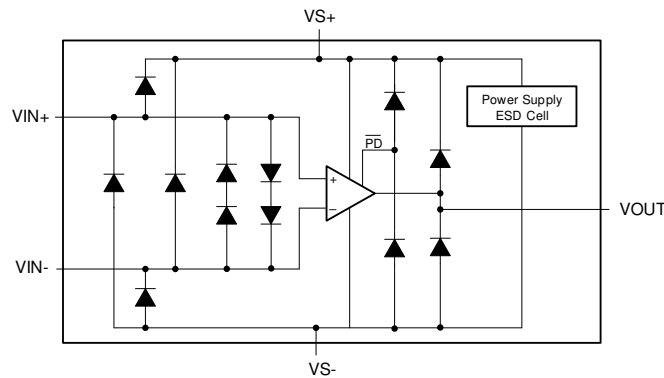 VS+
Power Supply
ESD Cell
VIN+
PD
+
−
VOUT
VIN-
VS-